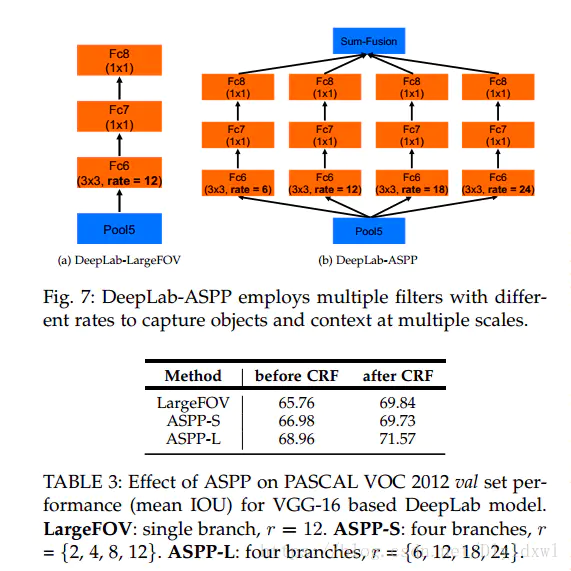 Sum-Fusion
Fc8
(1x1)
Fc8
(1x1)
Fc8
(1x1)
Fc8
(1x1)
Fc8
(1x1)
Fc7
(1x1)
Fc7
(1x1)
Fc7
(1x1)
Fc7
(1x1)
Fc7
(1x1)
Fc6
(3x3, rate = 12)
Fc6
(3x3, rate = 6)
Fc6
(3x3, rate = 12)
Fc6
(3x3, rate = 18)
Fc6
(3x3, rate = 24)
Pool5
Pool5
(a) DeepLab-LargeFOV
(b) DeepLab-ASPP
Fig. 7: DeepLab-ASPP employs multiple filters with differ-
ent rates to capture objects and context at multiple scales.
Method before CRF after CRF
LargeFOV 65.76 69.84
ASPP-S 66.98 69.73
ASPP-L 68.96 71.57
TABLE 3: Effect of ASPP on PASCAL VOC 2012 val set per-
formance (mean IOU) for VGG-16 based DeepLab model.
LargeFOV: single branch, r = 12. ASPP-S: four branches, r
= {2, 4, 8, 12}. ASPP-L: four branches, r = {6, 12, 18, 24}.